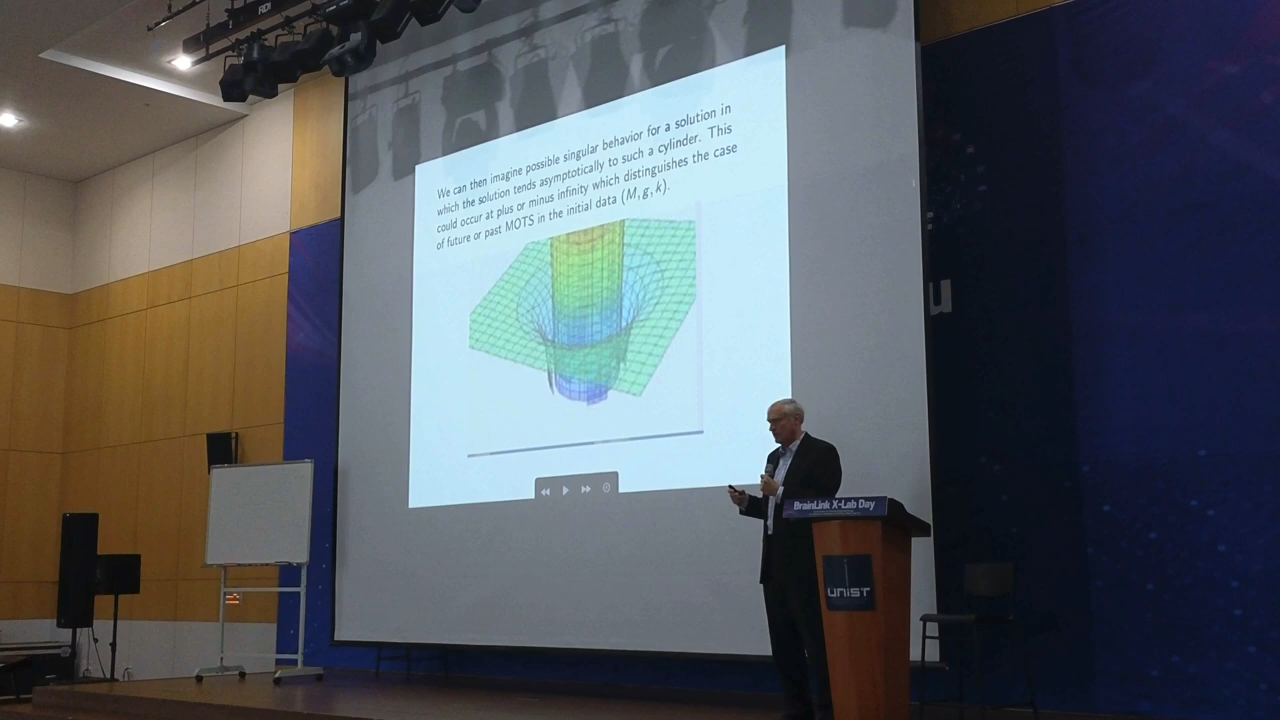 We can then imagine possible singular behavior for a solution in
which the solution tends asymptotically to such a cylinder. This
could occur at plus or minus infinity which distinguishes the case
of future or past MOTS in the initial data (M, g, k).
BrainLink X-Lab Day
UNIST
u